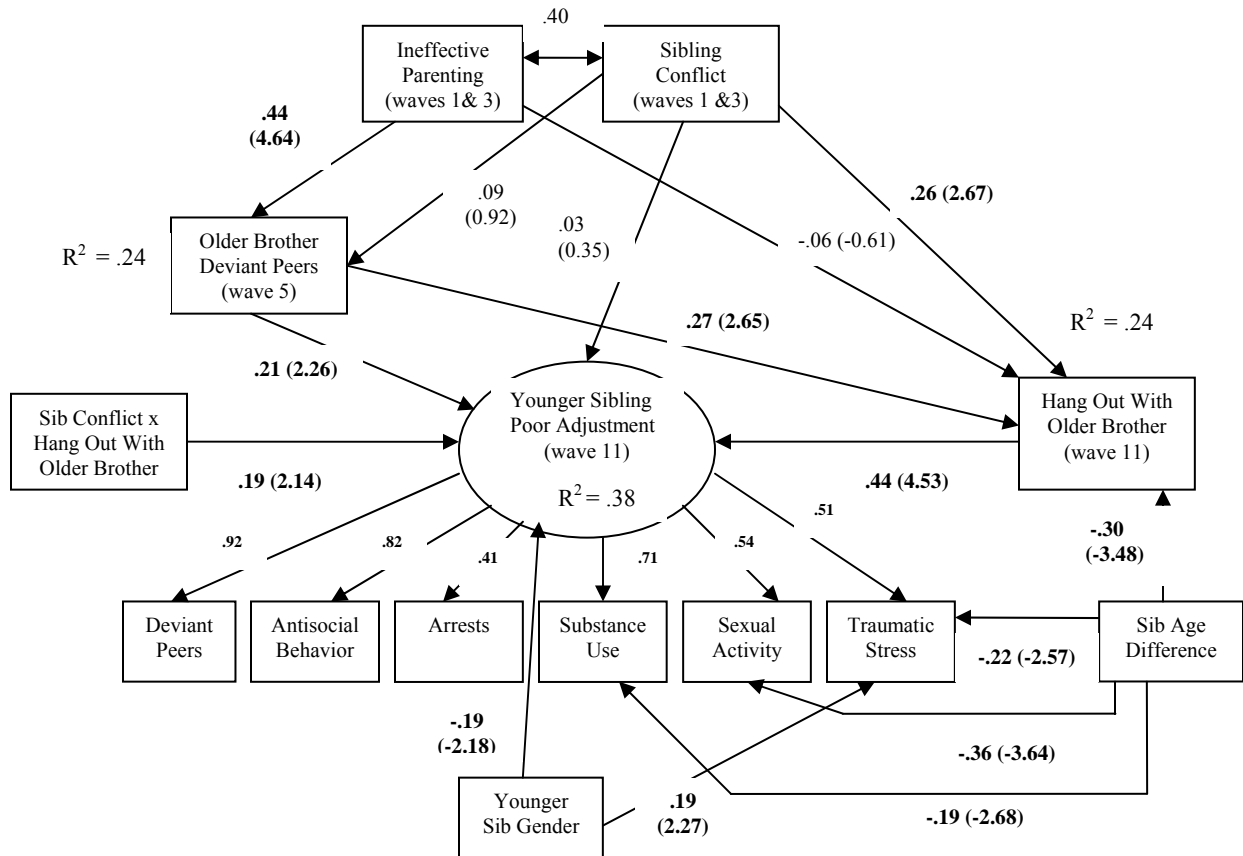 .40
Ineffective
Parenting
(waves 1& 3)
Sibling
Conflict
(waves 1 &3)
.44
(4.64)
.09
(0.92)
.03
(0.35)
.26 (2.67)
-.06 (-0.61)
R2 = .24
Older Brother
Deviant Peers
(wave 5)
.27 (2.65)
R2 = .24
.21 (2.26)
Sib Conflict x
Hang Out With
Older Brother
.19 (2.14)
Younger Sibling
Poor Adjustment
(wave 11)
R2 = .38
Hang Out With
Older Brother
(wave 11)
.44 (4.53)
.92
.82
.41
.71
.54
.51
-.30
(-3.48)
Deviant
Peers
Antisocial
Behavior
Arrests
Substance
Use
Sexual
Activity
Traumatic
Stress
Sib Age
Difference
-.22 (-2.57)
-.19
(-2.18)
-.36 (-3.64)
Younger
Sib Gender
.19
(2.27)
-.19 (-2.68)